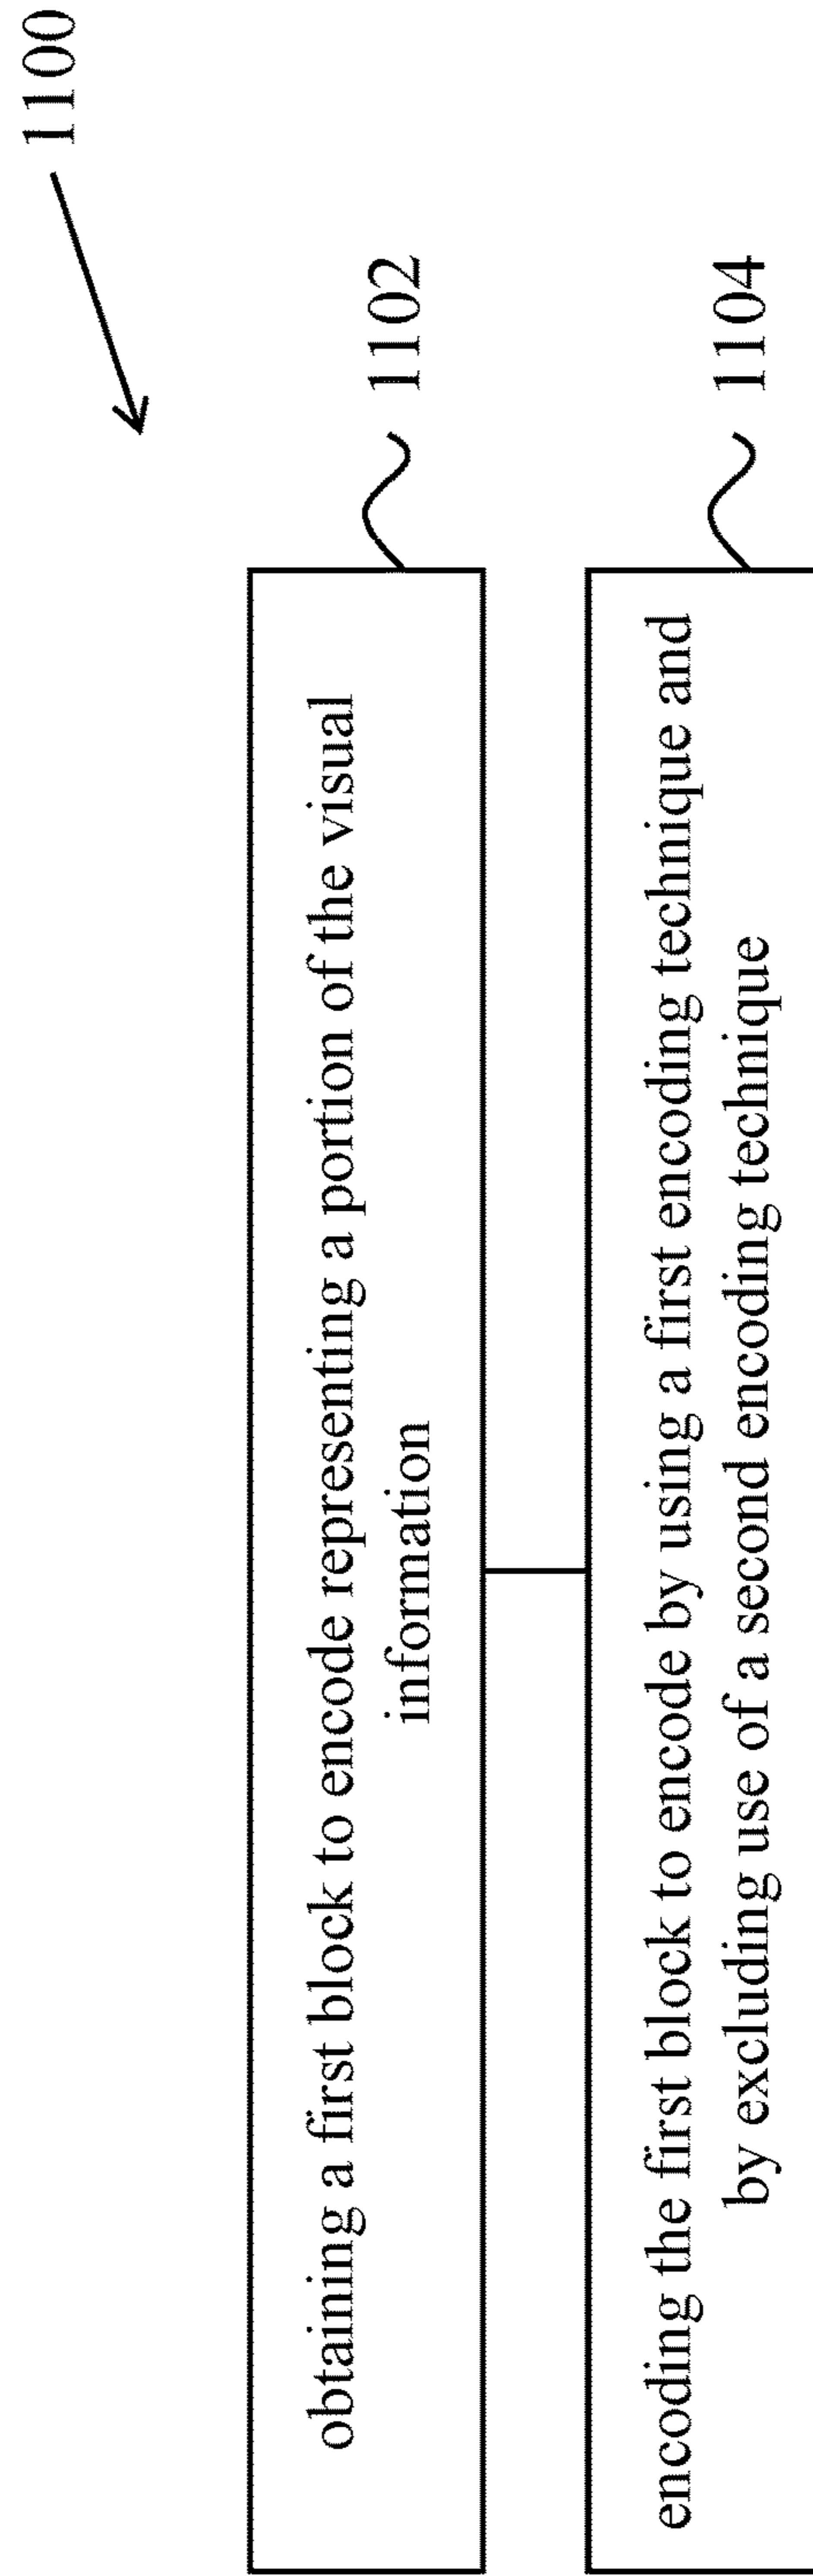 1100
obtaining a first block to encode representing a portion of the visual
information
1102
encoding the first block to encode by using a first encoding technique and
by excluding use of a second encoding technique
1104